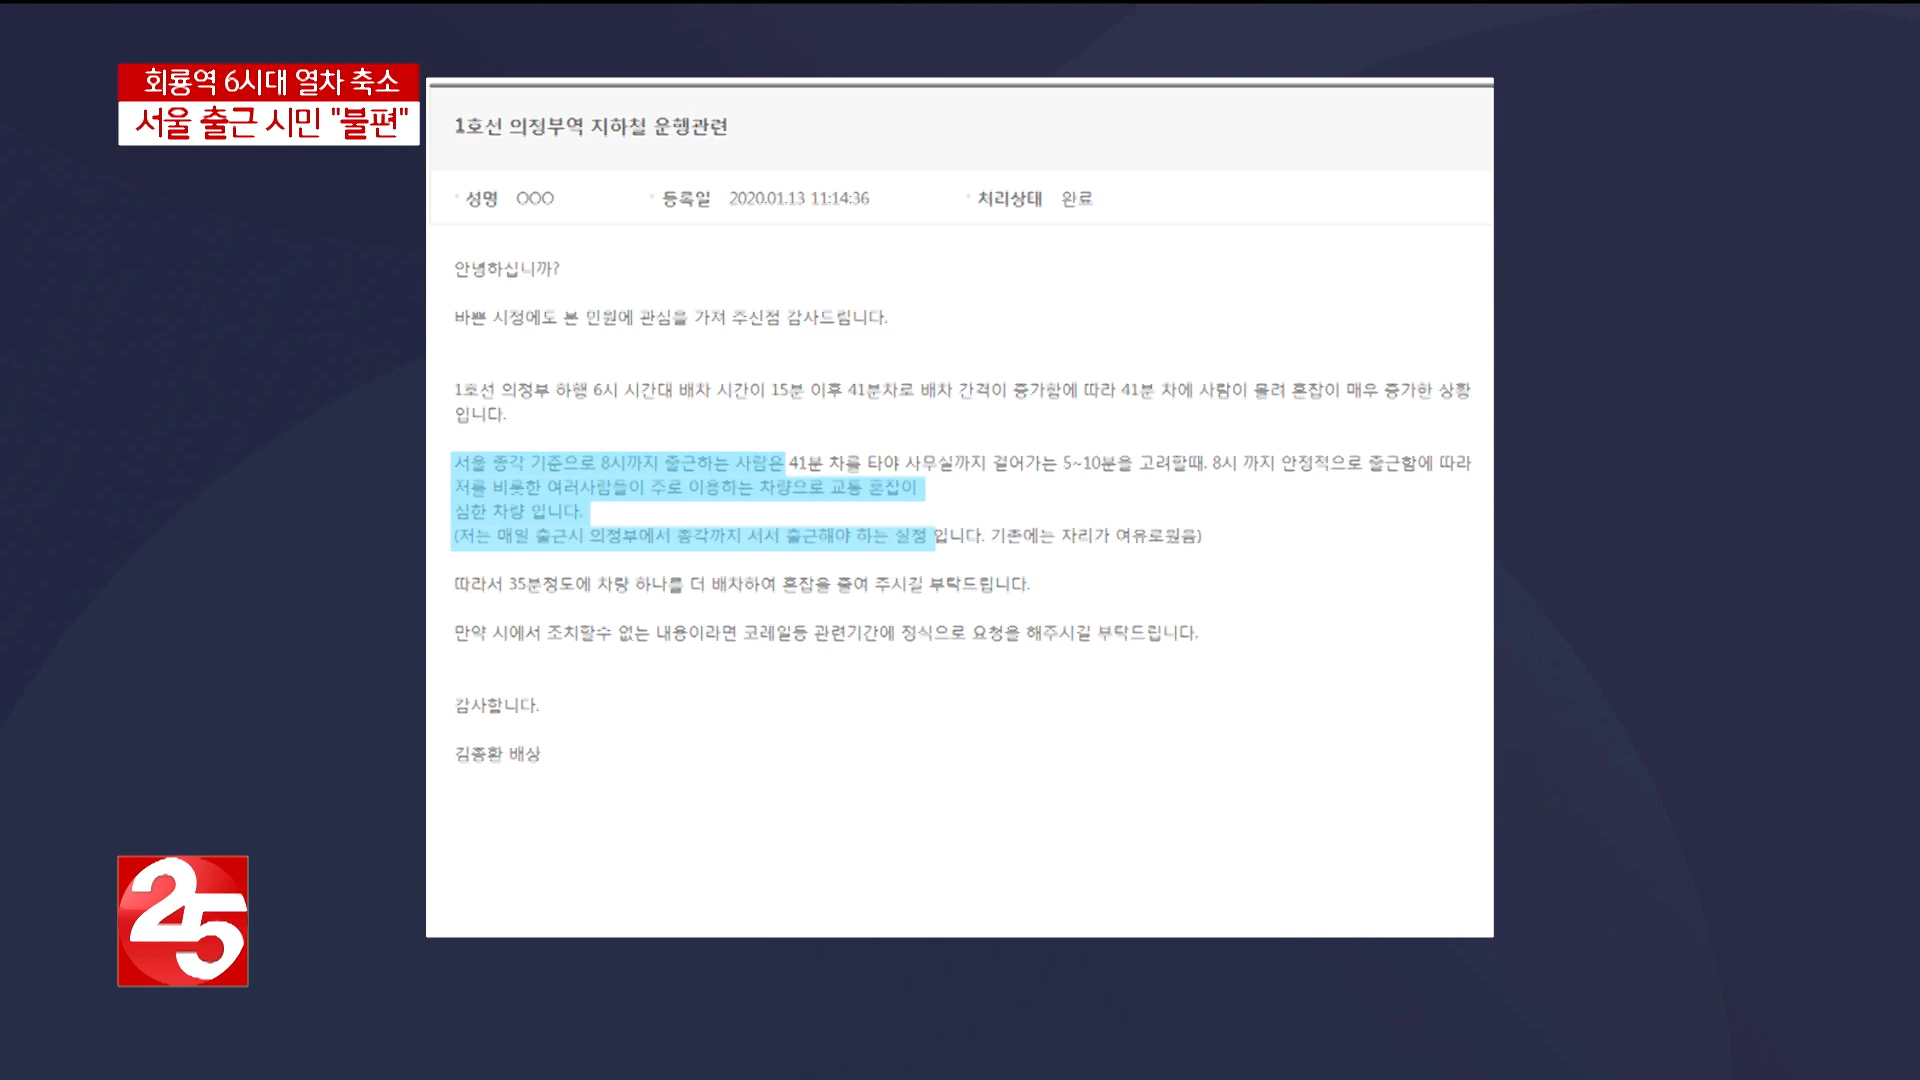 회룡역 6시대 열차 축소
서울 출근 시민 "불편"
1호선 의정부역 지하철 운행관련
성명 OOO 등록일 2020.01.13 11:14:36 처리상태 완료
안녕하십니까?
바쁜 시정에도 본 민원에 관심을 가져 주신점 감사드립니다.
1호선 의정부 하행 6시 시간대 배차 시간이 15분 이후 41분차로 배차 간격이 증가함에 따라 41분 차에 사람이 몰려 혼잡이 매우 증가한 상황
입니다.
서울 종각 기준으로 8시까지 출근하는 사람은 41분 차를 타야 사무실까지 걸어가는 5~10분을 고려할때, 8시 까지 안정적으로 출근함에 따라
저를 비롯한 여러사람들이 주로 이용하는 차량으로 교통 혼잡이
심한 차량 입니다.
(저는 매일 출근시 의정부에서 종각까지 서서 출근해야 하는 실정 입니다. 기존에는 자리가 여유로웠음)
따라서 35분정도에 차량 하나를 더 배차하여 혼잡을 줄여 주시길 부탁드립니다.
만약 시에서 조치할수 없는 내용이라면 코레일등 관련기간에 정식으로 요청을 해주시길 부탁드립니다.
감사합니다.
김종환 배상
25